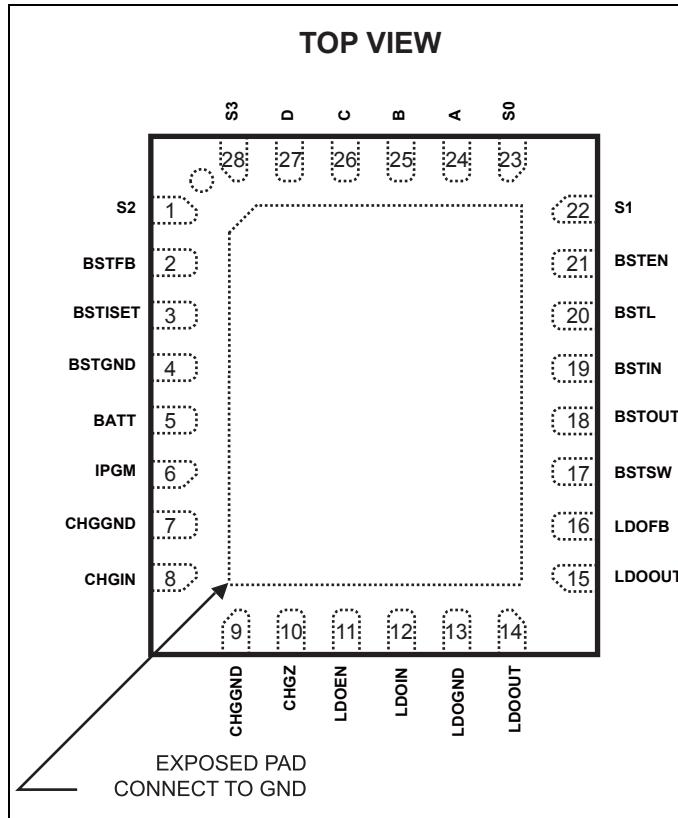 TOP VIEW
S3 D C B A S0
28 27 26 25 24 23
S2 1 22 S1
BSTFB 2 21 BSTEN
BSTISET 3 20 BSTL
BSTGND 4 19 BSTIN
BATT 5 18 BSTOUT
IPGM 6 17 BSTSW
CHGGND 7 16 LDOFB
CHGIN 8 15 LDOOUT
9 10 11 12 13 14
CHGGND CHGZ LDOEN LDOIN LDOGND LDOOUT
EXPOSED PAD
CONNECT TO GND